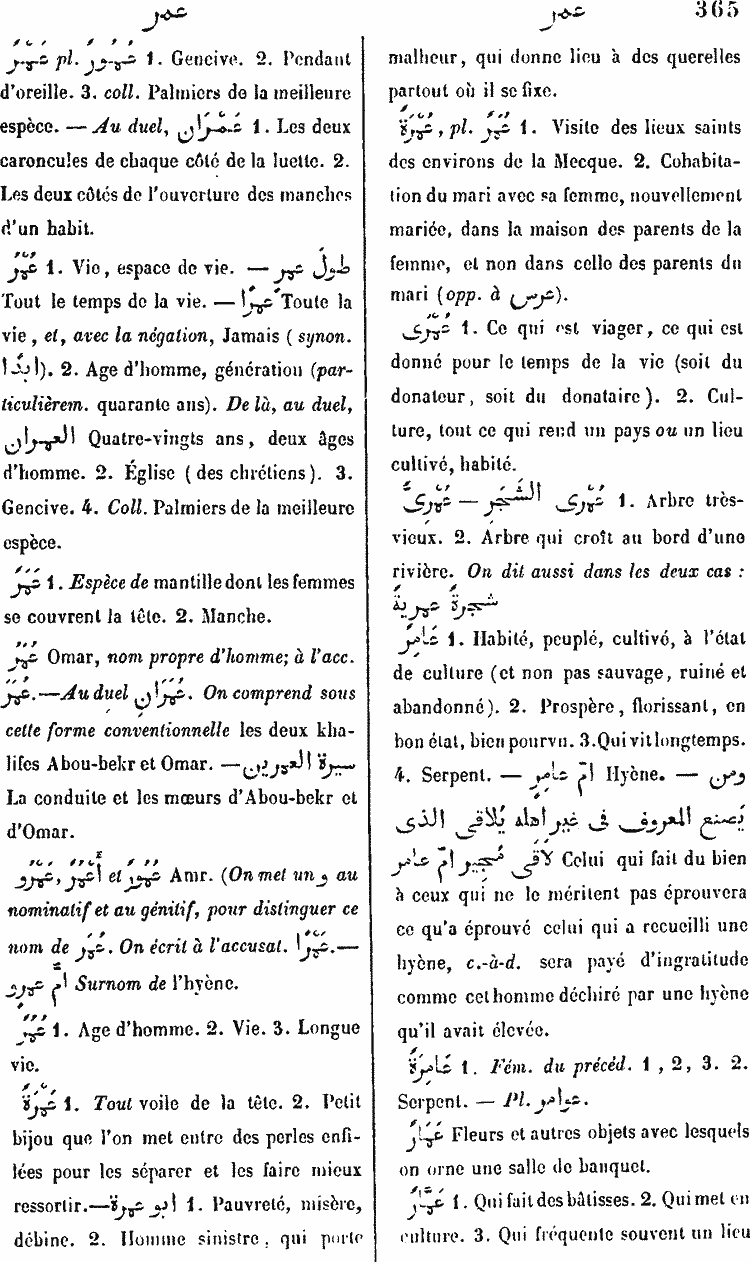 عمر
عمر
365
عَمْرٌ pl. عُمُورٌ 1. Gencive. 2. Pendant
d'oreille. 3. coll. Palmiers de la meilleure
espèce. — Au duel, عَمْرَانِ 1. Les deux
caroncules de chaque côté de la luette. 2.
Les deux côtés de l'ouverture des manches
d'un habit.
عُمْرٌ 1. Vie, espace de vie. — طول عمر
Tout le temps de la vie. — عمرًا Toute la
vie, et, avec la négation, Jamais (synon.
ابدًا). 2. Age d'homme, génération (par-
ticulièrem. quarante ans). De là, au duel,
العمران Quatre-vingts ans, deux âges
d'homme. 2. Église (des chrétiens). 3.
Gencive. 4. Coll. Palmiers de la meilleure
espèce.
عَمَرٌ 1. Espèce de mantille dont les femmes
se couvrent la tête. 2. Manche.
عُمَرُ Omar, nom propre d'homme; à l'acc.
عُمَرَ.—Au duel عُمَرَانِ. On comprend sous
cette forme conventionnelle les deux kha-
lifes Abou-bekr et Omar. —سيرة العمرين
La conduite et les mœurs d'Abou-bekr et
d'Omar.
عَمْرٌو, أَعْمُرٌ et عُمُورٌ Amr. (On met un و au
nominatif et au génitif, pour distinguer ce
nom de عُمَرُ. On écrit à l'accusat. عَمْرًا.—
أمّ عمرو Surnom de l'hyène.
عُمُرٌ 1. Age d'homme. 2. Vie. 3. Longue
vie.
عَمْرَةٌ 1. Tout voile de la tête. 2. Petit
bijou que l'on met entre des perles enfi-
lées pour les séparer et les faire mieux
ressortir.—ابو عمرة 1. Pauvreté, misère,
débine. 2. Homme sinistre, qui porte
malheur, qui donne lieu à des querelles
partout où il se fixe.
عُمْرَةٌ, pl. عُمَرٌ 1. Visite des lieux saints
des environs de la Mecque. 2. Cohabita-
tion du mari avec sa femme, nouvellement
mariée, dans la maison des parents de la
femme, et non dans celle des parents du
mari (opp. à عرس).
عُمْرَى 1. Ce qui est viager, ce qui est
donné pour le temps de la vie (soit du
donateur, soit du donataire). 2. Cul-
ture, tout ce qui rend un pays ou un lieu
cultivé, habité.
عُمْرِىٌّ — عُمْرِى الشَّجَرِ 1. Arbre très-
vieux. 2. Arbre qui croît au bord d'une
rivière. On dit aussi dans les deux cas :
شجرةٌ عمريةٌ
عَامِرٌ 1. Habité, peuplé, cultivé, à l'état
de culture (et non pas sauvage, ruiné et
abandonné). 2. Prospère, florissant, en
bon état, bien pourvu. 3. Qui vit longtemps.
4. Serpent. — امّ عامرٍ Hyène. — ومن
يَصنع المعروف فى غيرِ اهله يُلاقى الذى
لَاقَى مُجيرُ امّ عامر Celui qui fait du bien
à ceux qui ne le méritent pas éprouvera
ce qu'a éprouvé celui qui a recueilli une
hyène, c.-à-d. sera payé d'ingratitude
comme cet homme déchiré par une hyène
qu'il avait élevée.
عَامِرَةٌ 1. Fém. du précéd. 1, 2, 3. 2.
Serpent. — Pl. عوامر.
عَمَارٌ Fleurs et autres objets avec lesquels
on orne une salle de banquet.
عَمَّارٌ 1. Qui fait des bâtisses. 2. Qui met en
culture. 3. Qui fréquente souvent un lieu